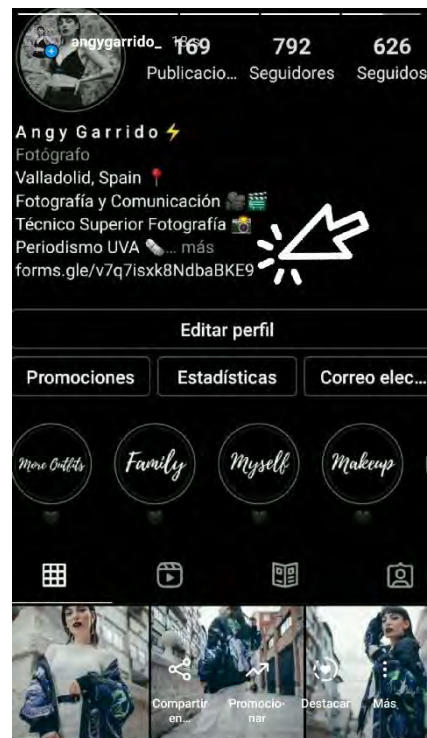 angygarrido_
169 792 626
Publicacio... Seguidores Seguidos
Angy Garrido ⚡
Fotógrafo
Valladolid, Spain 📍
Fotografía y Comunicación 🎥🎬
Técnico Superior Fotografía 📸
Periodismo UVA 🗞️... más
forms.gle/v7q7isxk8NdbaBKE9
Editar perfil
Promociones Estadísticas Correo elec...
More Outfits Family Myself Makeup
Compartir Promocio- Destacar Más
en... nar